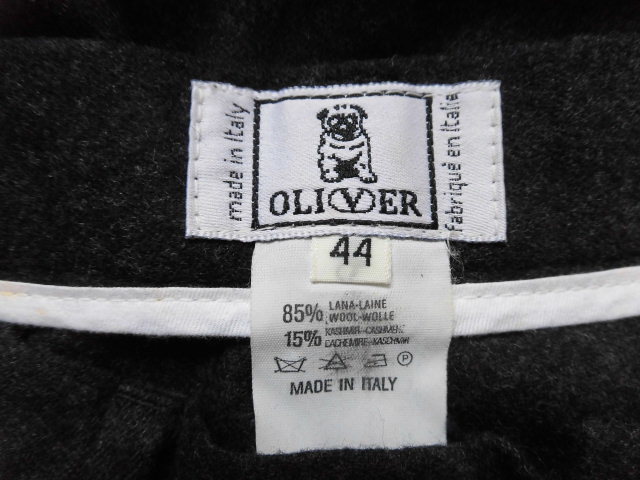 made in Italy
OLIVER
fabriqué en Italie
44
85% LANA-LAINE
WOOL-WOLLE
15% KASHMIR-CASHMERE
CACHEMIRE-KASCHMIR
P
MADE IN ITALY